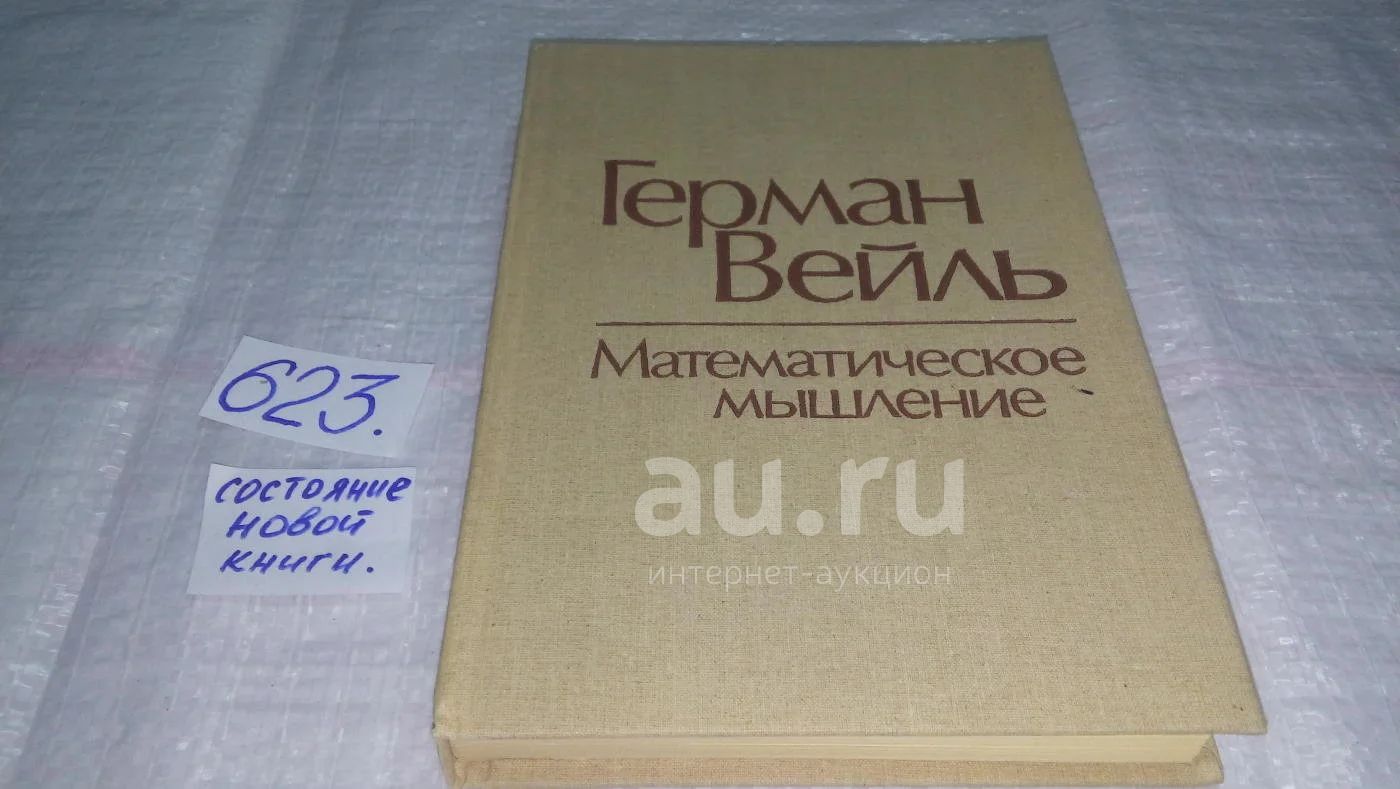 Герман
Вейль
Математическое
мышление
623.
состояние
новой
книги.
au.ru
интернет-аукцион